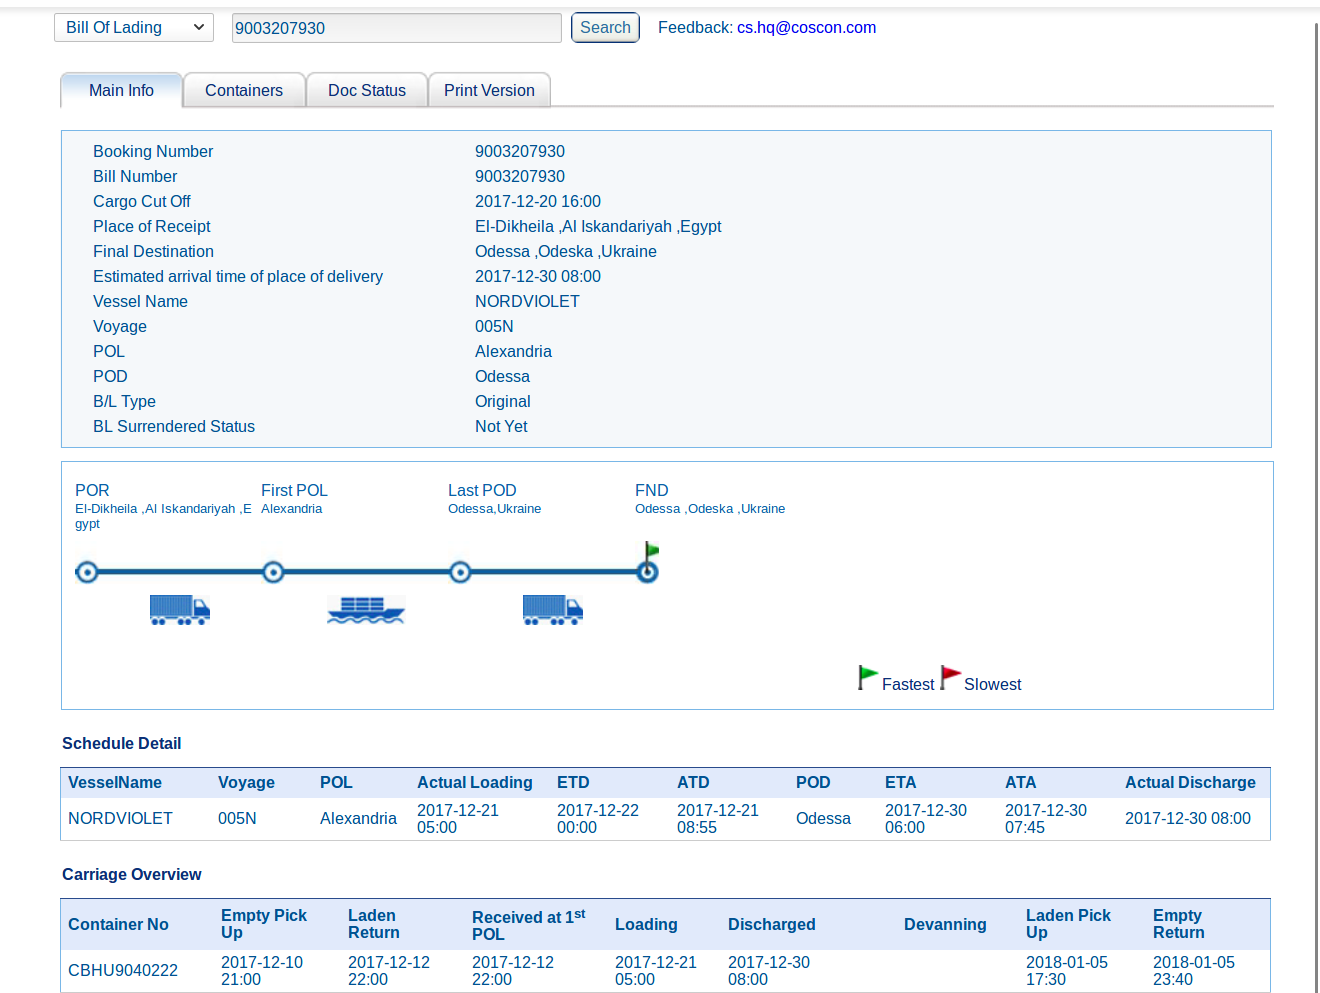 Bill Of Lading 9003207930 Search Feedback: cs.hq@coscon.com
Main Info Containers Doc Status Print Version
Booking Number 9003207930
Bill Number 9003207930
Cargo Cut Off 2017-12-20 16:00
Place of Receipt El-Dikheila ,Al Iskandariyah ,Egypt
Final Destination Odessa ,Odeska ,Ukraine
Estimated arrival time of place of delivery 2017-12-30 08:00
Vessel Name NORDVIOLET
Voyage 005N
POL Alexandria
POD Odessa
B/L Type Original
BL Surrendered Status Not Yet
POR First POL Last POD FND
El-Dikheila ,Al Iskandariyah ,E Alexandria Odessa,Ukraine Odessa ,Odeska ,Ukraine
gypt
Fastest Slowest
Schedule Detail
VesselName Voyage POL Actual Loading ETD ATD POD ETA ATA Actual Discharge
NORDVIOLET 005N Alexandria 2017-12-21 05:00 2017-12-22 00:00 2017-12-21 08:55 Odessa 2017-12-30 06:00 2017-12-30 07:45 2017-12-30 08:00
Carriage Overview
Container No Empty Pick Up Laden Return Received at 1st POL Loading Discharged Devanning Laden Pick Up Empty Return
CBHU9040222 2017-12-10 21:00 2017-12-12 22:00 2017-12-12 22:00 2017-12-21 05:00 2017-12-30 08:00 2018-01-05 17:30 2018-01-05 23:40